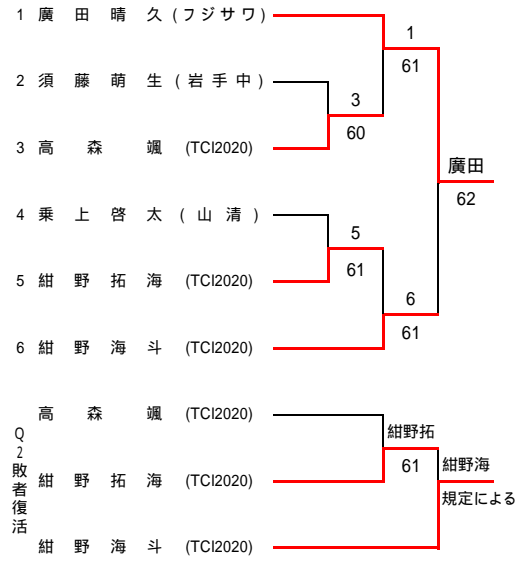 1 廣田晴久(フジサワ)
1
61
2 須藤萌生(岩手中)
3
60
3 高森颯 (TCI2020)
廣田
62
4 乗上啓太(山清)
5
61
5 紺野拓海 (TCI2020)
6
61
6 紺野海斗 (TCI2020)
Q2敗者復活
高森颯 (TCI2020)
紺野拓
61
紺野拓海 (TCI2020)
紺野海
規定による
紺野海斗 (TCI2020)